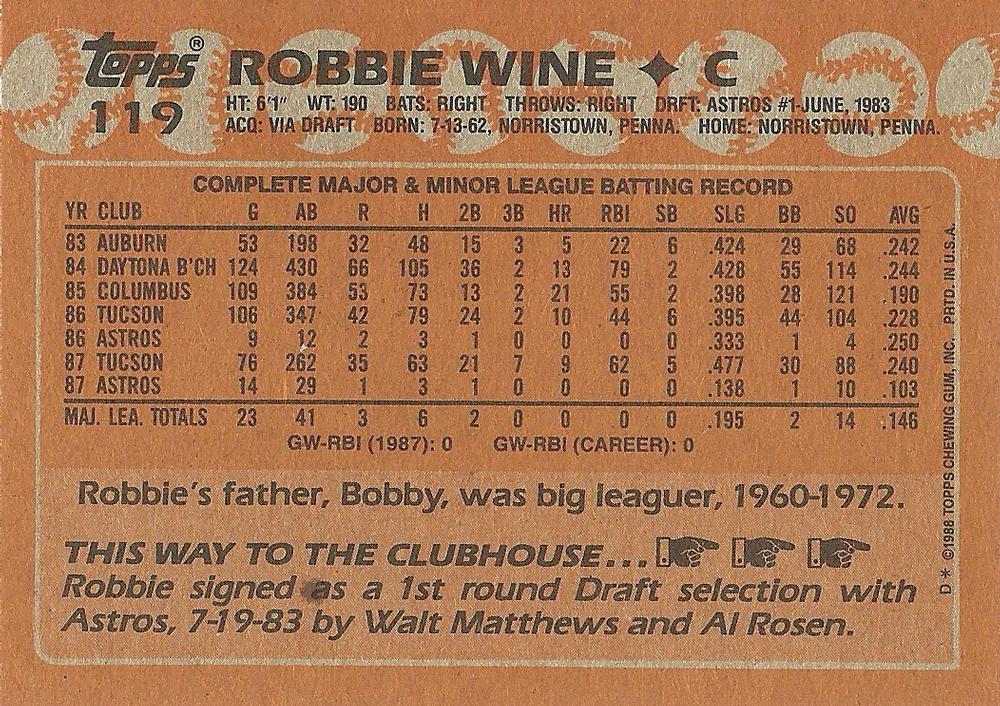 topps® ROBBIE WINE ✦ C
119
HT: 6'1" WT: 190 BATS: RIGHT THROWS: RIGHT DRFT: ASTROS #1-JUNE, 1983
ACQ: VIA DRAFT BORN: 7-13-62, NORRISTOWN, PENNA. HOME: NORRISTOWN, PENNA.
COMPLETE MAJOR & MINOR LEAGUE BATTING RECORD
YR CLUB G AB R H 2B 3B HR RBI SB SLG BB SO AVG
83 AUBURN 53 198 32 48 15 3 5 22 6 .424 29 68 .242
84 DAYTONA B'CH 124 430 66 105 36 2 13 79 2 .428 55 114 .244
85 COLUMBUS 109 384 53 73 13 2 21 55 2 .398 28 121 .190
86 TUCSON 106 347 42 79 24 2 10 44 6 .395 44 104 .228
86 ASTROS 9 12 2 3 1 0 0 0 0 .333 1 4 .250
87 TUCSON 76 262 35 63 21 7 9 62 5 .477 30 88 .240
87 ASTROS 14 29 1 3 1 0 0 0 0 .138 1 10 .103
MAJ. LEA. TOTALS 23 41 3 6 2 0 0 0 0 .195 2 14 .146
GW-RBI (1987): 0 GW-RBI (CAREER): 0
Robbie's father, Bobby, was big leaguer, 1960-1972.
THIS WAY TO THE CLUBHOUSE...
Robbie signed as a 1st round Draft selection with
Astros, 7-19-83 by Walt Matthews and Al Rosen.
D* ©1988 TOPPS CHEWING GUM, INC. PRTD. IN U.S.A.